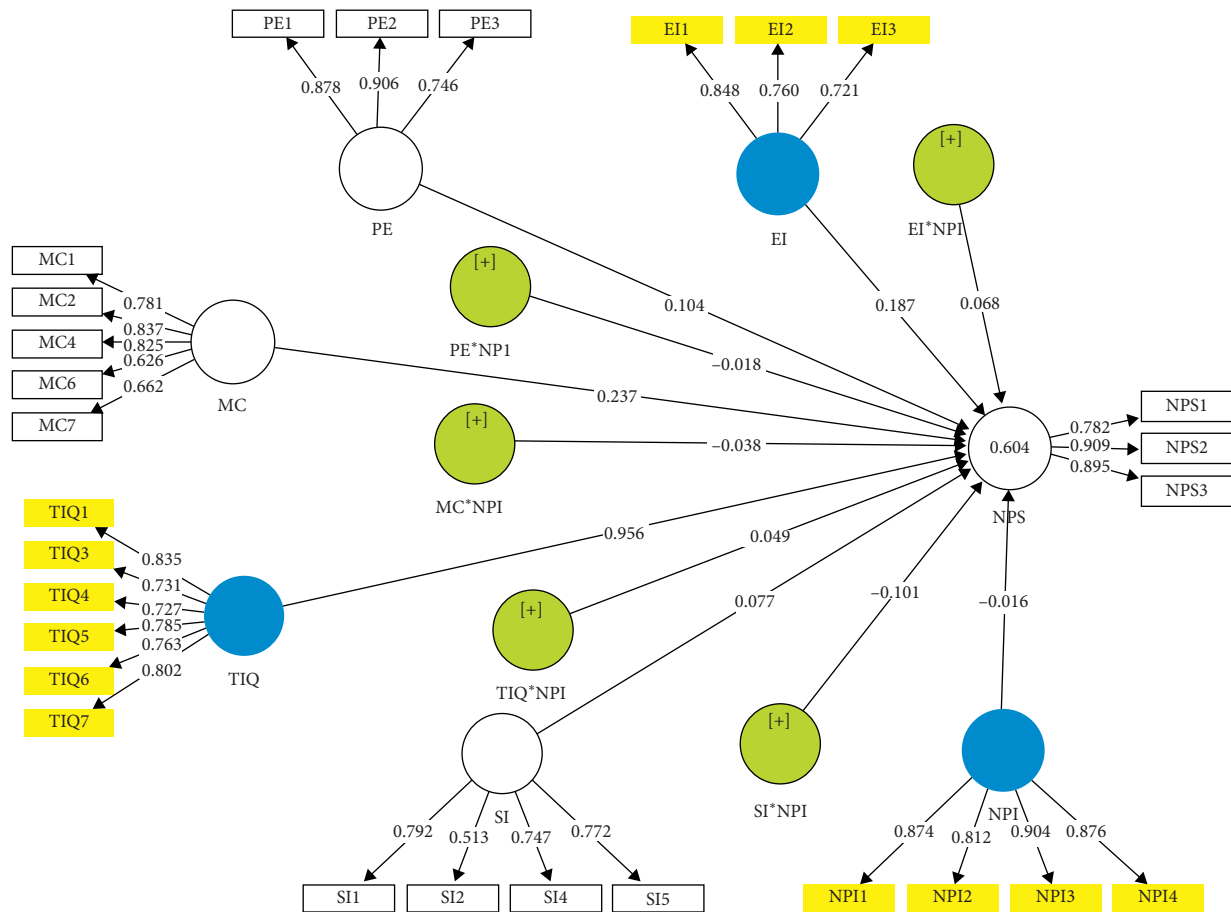 PE1 PE2 PE3
EI1 EI2 EI3
0.878 0.906 0.746
0.848 0.760 0.721
PE
EI
[+]
EI*NPI
MC1
MC2
MC4
MC6
MC7
0.781
0.837
0.825
0.626
0.662
MC
[+]
PE*NP1
0.104
0.187
0.068
–0.018
0.237
[+]
MC*NPI
–0.038
0.604
NPS
0.782
0.909
0.895
NPS1
NPS2
NPS3
TIQ1
TIQ3
TIQ4
TIQ5
TIQ6
TIQ7
0.835
0.731
0.727
0.785
0.763
0.802
TIQ
0.956
0.049
0.077
–0.101
–0.016
[+]
TIQ*NPI
SI
[+]
SI*NPI
NPI
0.792 0.513 0.747 0.772
0.874 0.812 0.904 0.876
SI1 SI2 SI4 SI5
NPI1 NPI2 NPI3 NPI4